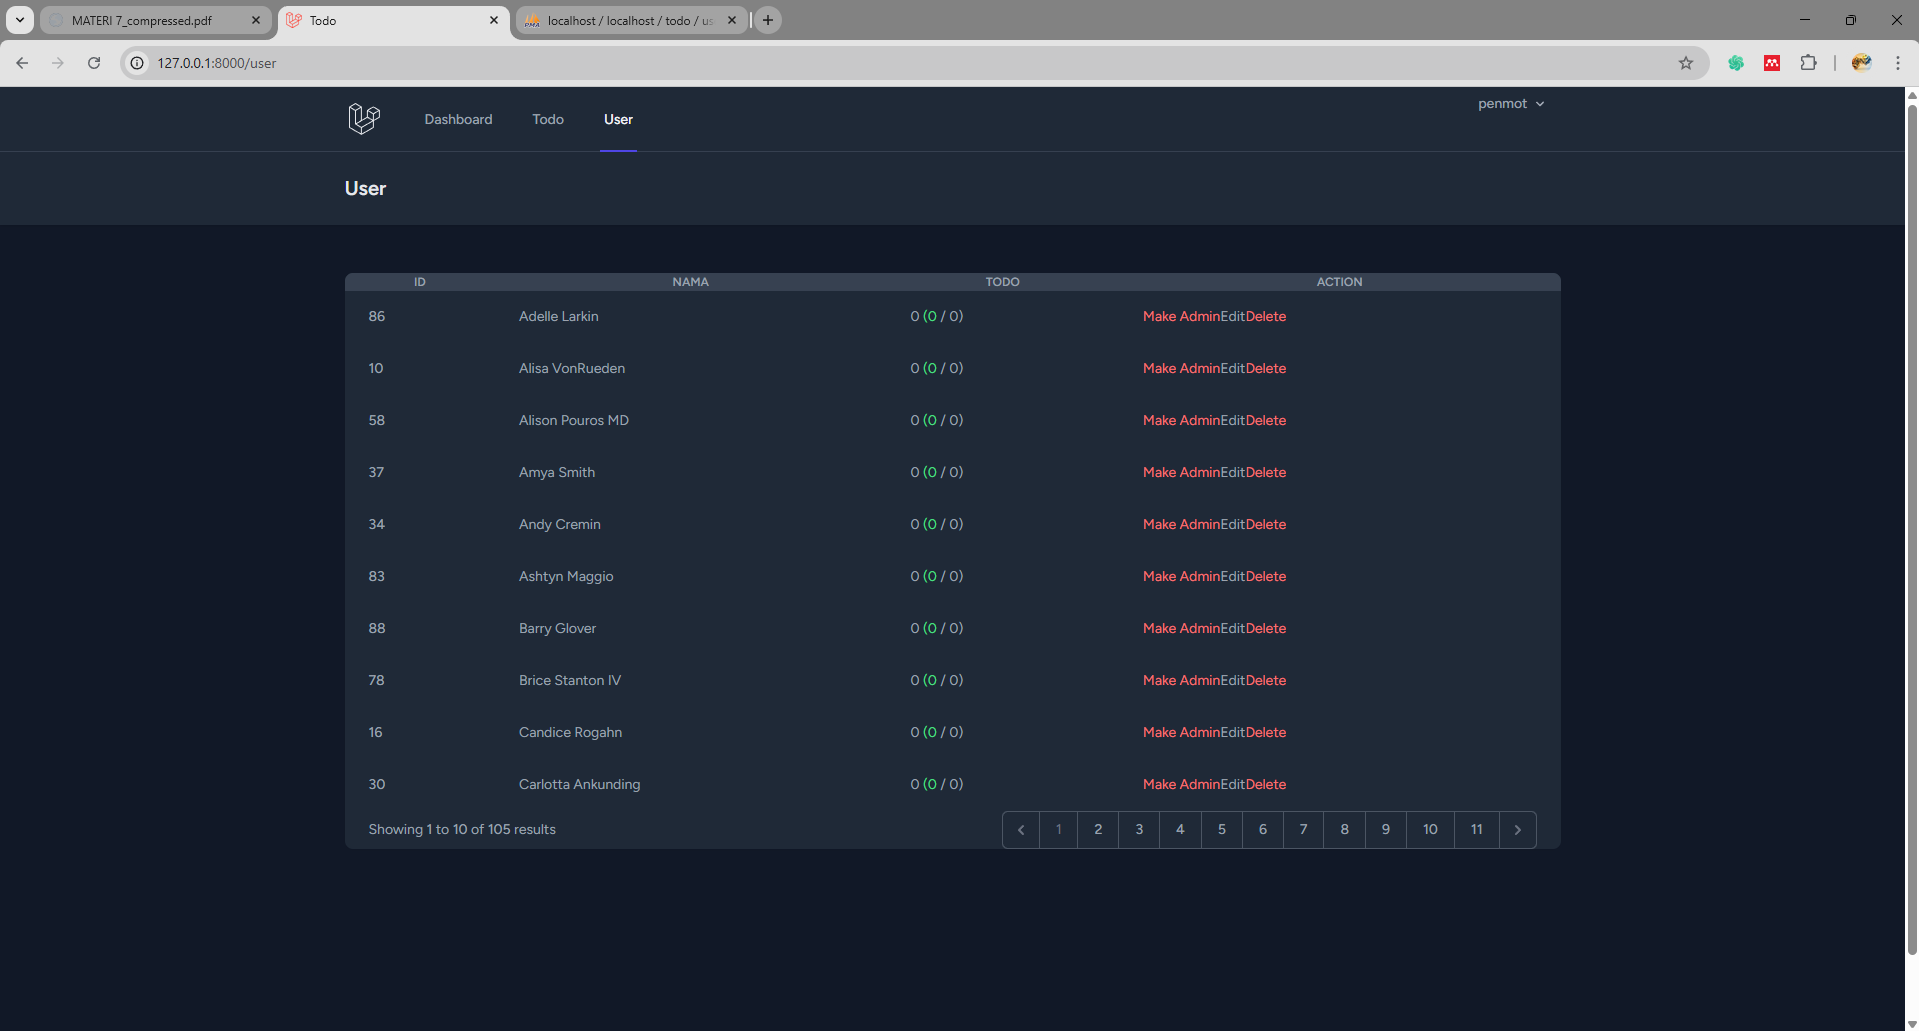 MATERI 7_compressed.pdf
Todo
localhost / localhost / todo / us
127.0.0.1:8000/user
Dashboard
Todo
User
penmot
User
ID NAMA TODO ACTION
86 Adelle Larkin 0 (0 / 0) Make AdminEditDelete
10 Alisa VonRueden 0 (0 / 0) Make AdminEditDelete
58 Alison Pouros MD 0 (0 / 0) Make AdminEditDelete
37 Amya Smith 0 (0 / 0) Make AdminEditDelete
34 Andy Cremin 0 (0 / 0) Make AdminEditDelete
83 Ashtyn Maggio 0 (0 / 0) Make AdminEditDelete
88 Barry Glover 0 (0 / 0) Make AdminEditDelete
78 Brice Stanton IV 0 (0 / 0) Make AdminEditDelete
16 Candice Rogahn 0 (0 / 0) Make AdminEditDelete
30 Carlotta Ankunding 0 (0 / 0) Make AdminEditDelete
Showing 1 to 10 of 105 results
1 2 3 4 5 6 7 8 9 10 11